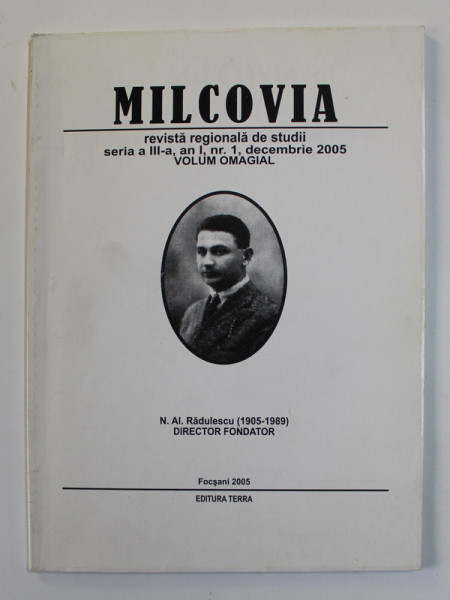 MILCOVIA
revistă regională de studii
seria a III-a, an I, nr. 1, decembrie 2005
VOLUM OMAGIAL
N. Al. Rădulescu (1905-1989)
DIRECTOR FONDATOR
Focşani 2005
EDITURA TERRA